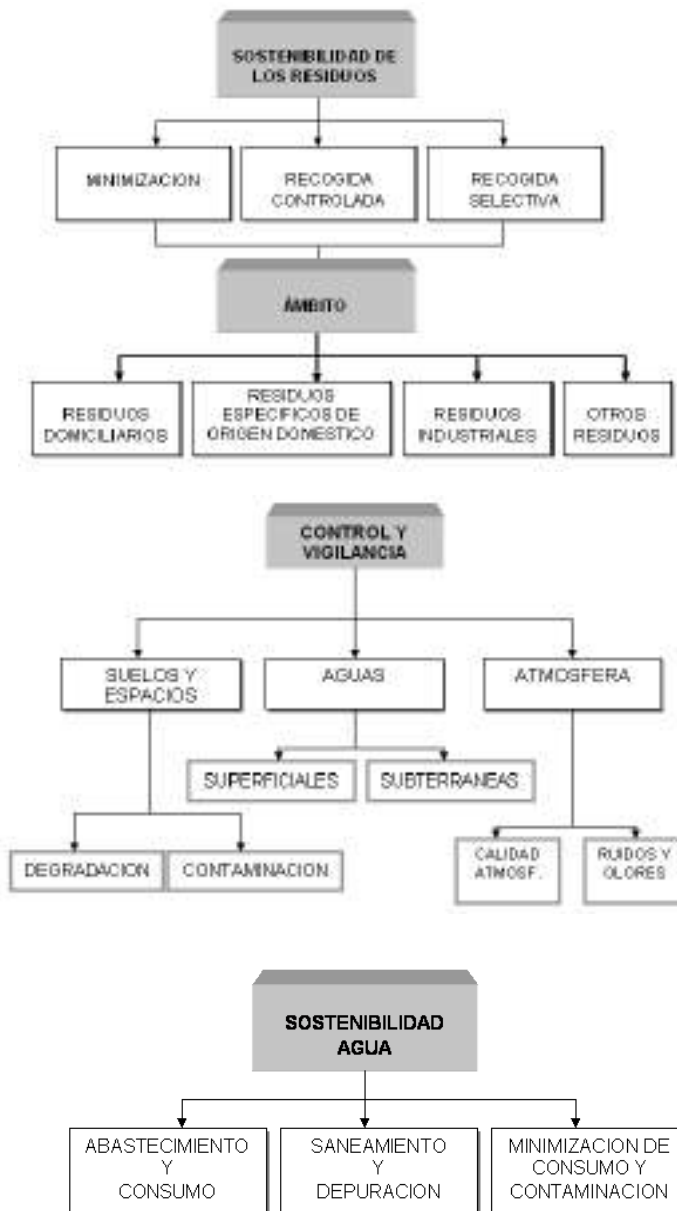 SOSTENIBILIDAD DE
LOS RESIDUOS
MINIMIZACION
RECOGIDA
CONTROLADA
RECOGIDA
SELECTIVA
ÁMBITO
RESIDUOS
DOMICILIARIOS
RESIDUOS
ESPECIFICOS DE
ORIGEN DOMESTICO
RESIDUOS
INDUSTRIALES
OTROS
RESIDUOS
CONTROL Y
VIGILANCIA
SUELOS Y
ESPACIOS
AGUAS
ATMOSFERA
SUPERFICIALES
SUBTERRANEAS
DEGRADACION
CONTAMINACION
CALIDAD
ATMOSF.
RUIDOS Y
OLORES
SOSTENIBILIDAD
AGUA
ABASTECIMIENTO
Y
CONSUMO
SANEAMIENTO
Y
DEPURACION
MINIMIZACION DE
CONSUMO Y
CONTAMINACION